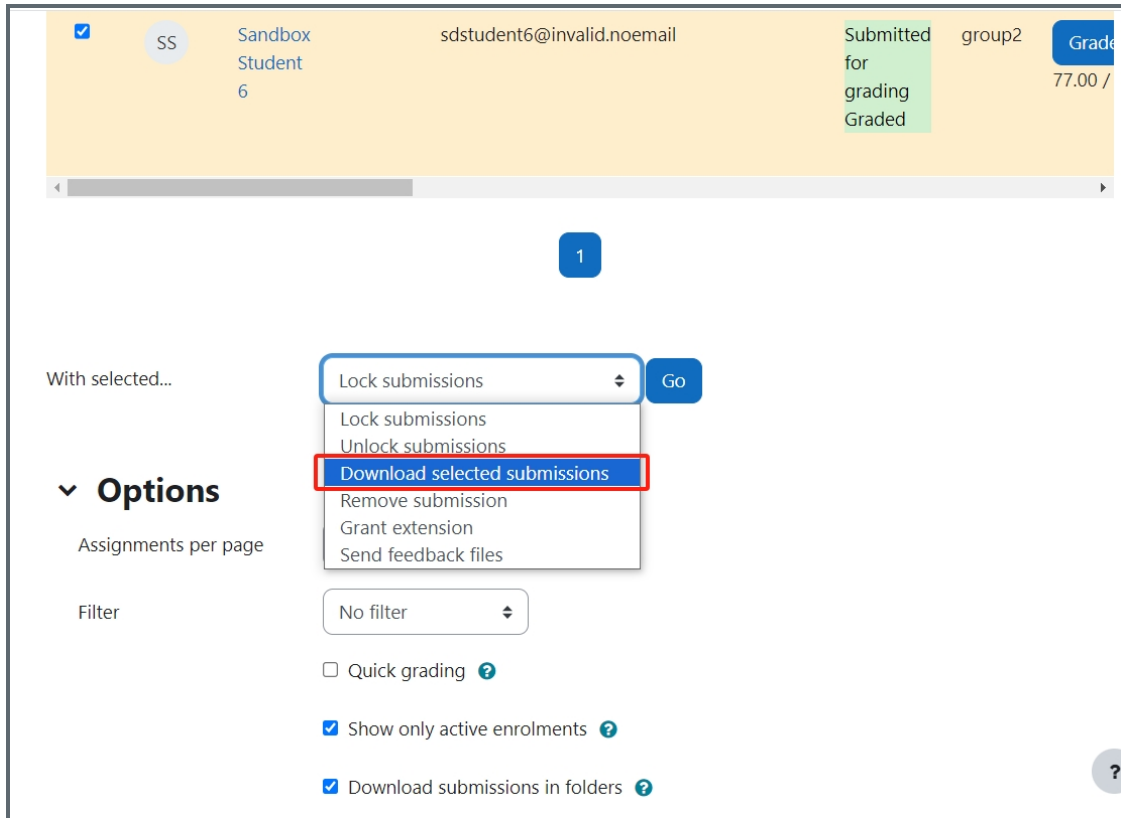 SS
Sandbox
Student
6
sdstudent6@invalid.noemail
Submitted
for
grading
Graded
group2
Grade
77.00 /
1
With selected...
Lock submissions
Go
Lock submissions
Unlock submissions
Download selected submissions
Remove submission
Grant extension
Send feedback files
Options
Assignments per page
Filter
No filter
Quick grading ?
Show only active enrolments ?
Download submissions in folders ?
?